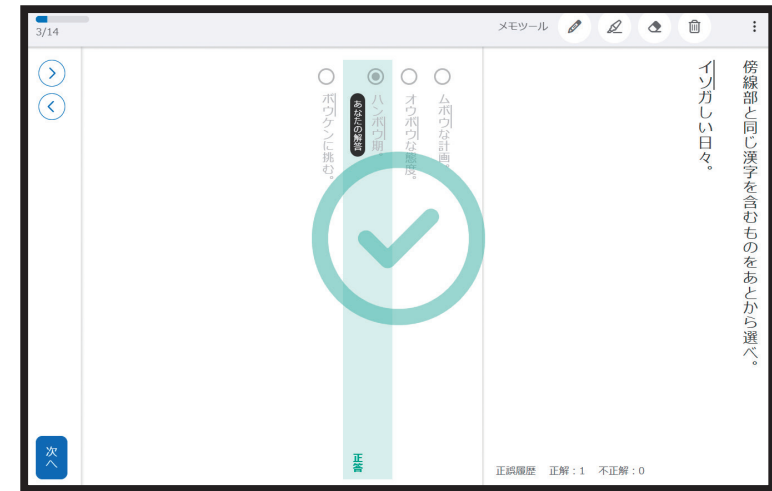 3/14
メモツール
傍線部と同じ漢字を含むものをあとから選べ。
イソガしい日々。
ムボウな計画。
オウボウな態度。
ハンボウ期。
あなたの解答
正答
ボウケンに挑む。
次へ
正誤履歴 正解:1 不正解:0